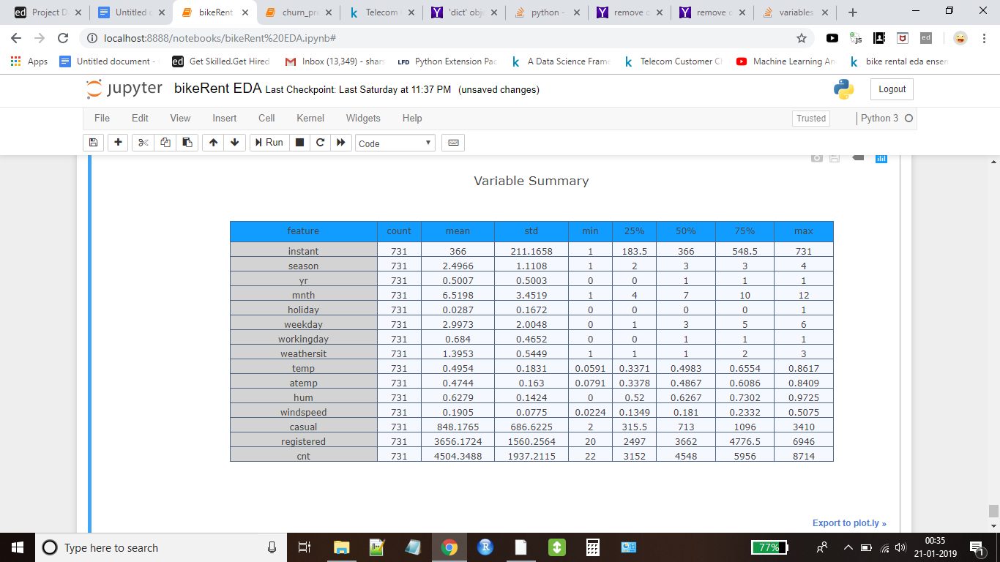 ed Project D
Untitled
bikeRent
churn_pr
k Telecom
Y 'dict' obj
python -
Y remove c
Y remove c
variables
localhost:8888/notebooks/bikeRent%20EDA.ipynb#
JS
ed
Apps
Untitled document -
ed Get Skilled.Get Hired
Inbox (13,349) - shar
LFD Python Extension Pac
k A Data Science Frame
k Telecom Customer C
Machine Learning An
k bike rental eda ensem
jupyter bikeRent EDA Last Checkpoint: Last Saturday at 11:37 PM (unsaved changes)
Logout
File Edit View Insert Cell Kernel Widgets Help
Trusted
Python 3
Run
Code
Variable Summary
feature count mean std min 25% 50% 75% max
instant 731 366 211.1658 1 183.5 366 548.5 731
season 731 2.4966 1.1108 1 2 3 3 4
yr 731 0.5007 0.5003 0 0 1 1 1
mnth 731 6.5198 3.4519 1 4 7 10 12
holiday 731 0.0287 0.1672 0 0 0 0 1
weekday 731 2.9973 2.0048 0 1 3 5 6
workingday 731 0.684 0.4652 0 0 1 1 1
weathersit 731 1.3953 0.5449 1 1 1 2 3
temp 731 0.4954 0.1831 0.0591 0.3371 0.4983 0.6554 0.8617
atemp 731 0.4744 0.163 0.0791 0.3378 0.4867 0.6086 0.8409
hum 731 0.6279 0.1424 0 0.52 0.6267 0.7302 0.9725
windspeed 731 0.1905 0.0775 0.0224 0.1349 0.181 0.2332 0.5075
casual 731 848.1765 686.6225 2 315.5 713 1096 3410
registered 731 3656.1724 1560.2564 20 2497 3662 4776.5 6946
cnt 731 4504.3488 1937.2115 22 3152 4548 5956 8714
Export to plot.ly »
Type here to search
R
77%
00:35
21-01-2019
1